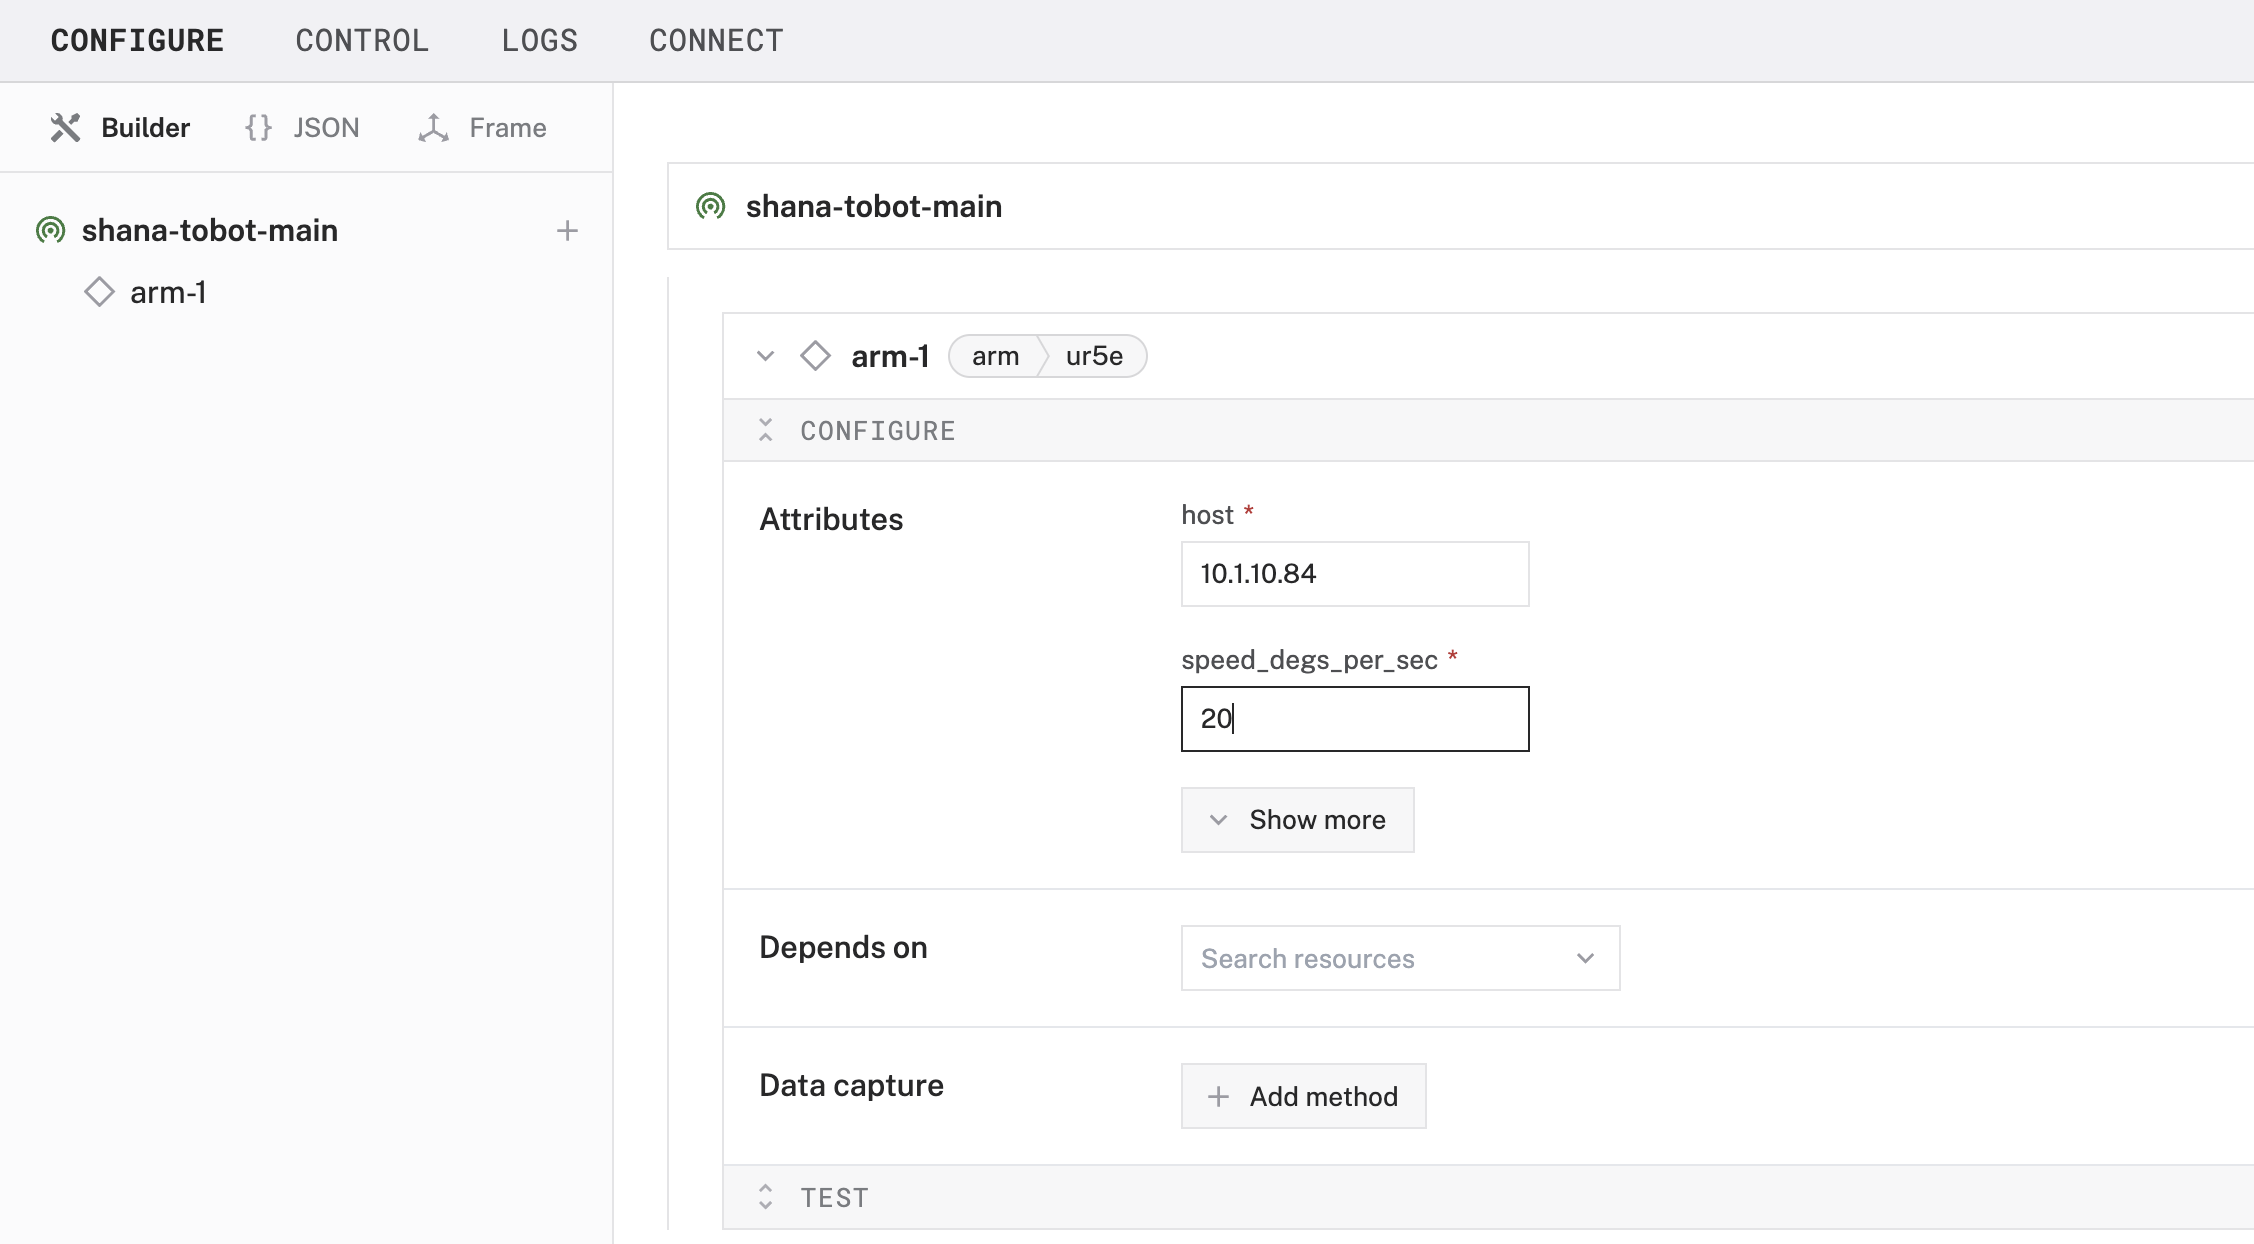 CONFIGURE CONTROL LOGS CONNECT
Builder {} JSON Frame
shana-tobot-main +
arm-1
shana-tobot-main
arm-1 arm ur5e
CONFIGURE
Attributes
host *
10.1.10.84
speed_degs_per_sec *
20
Show more
Depends on
Search resources
Data capture
+ Add method
TEST